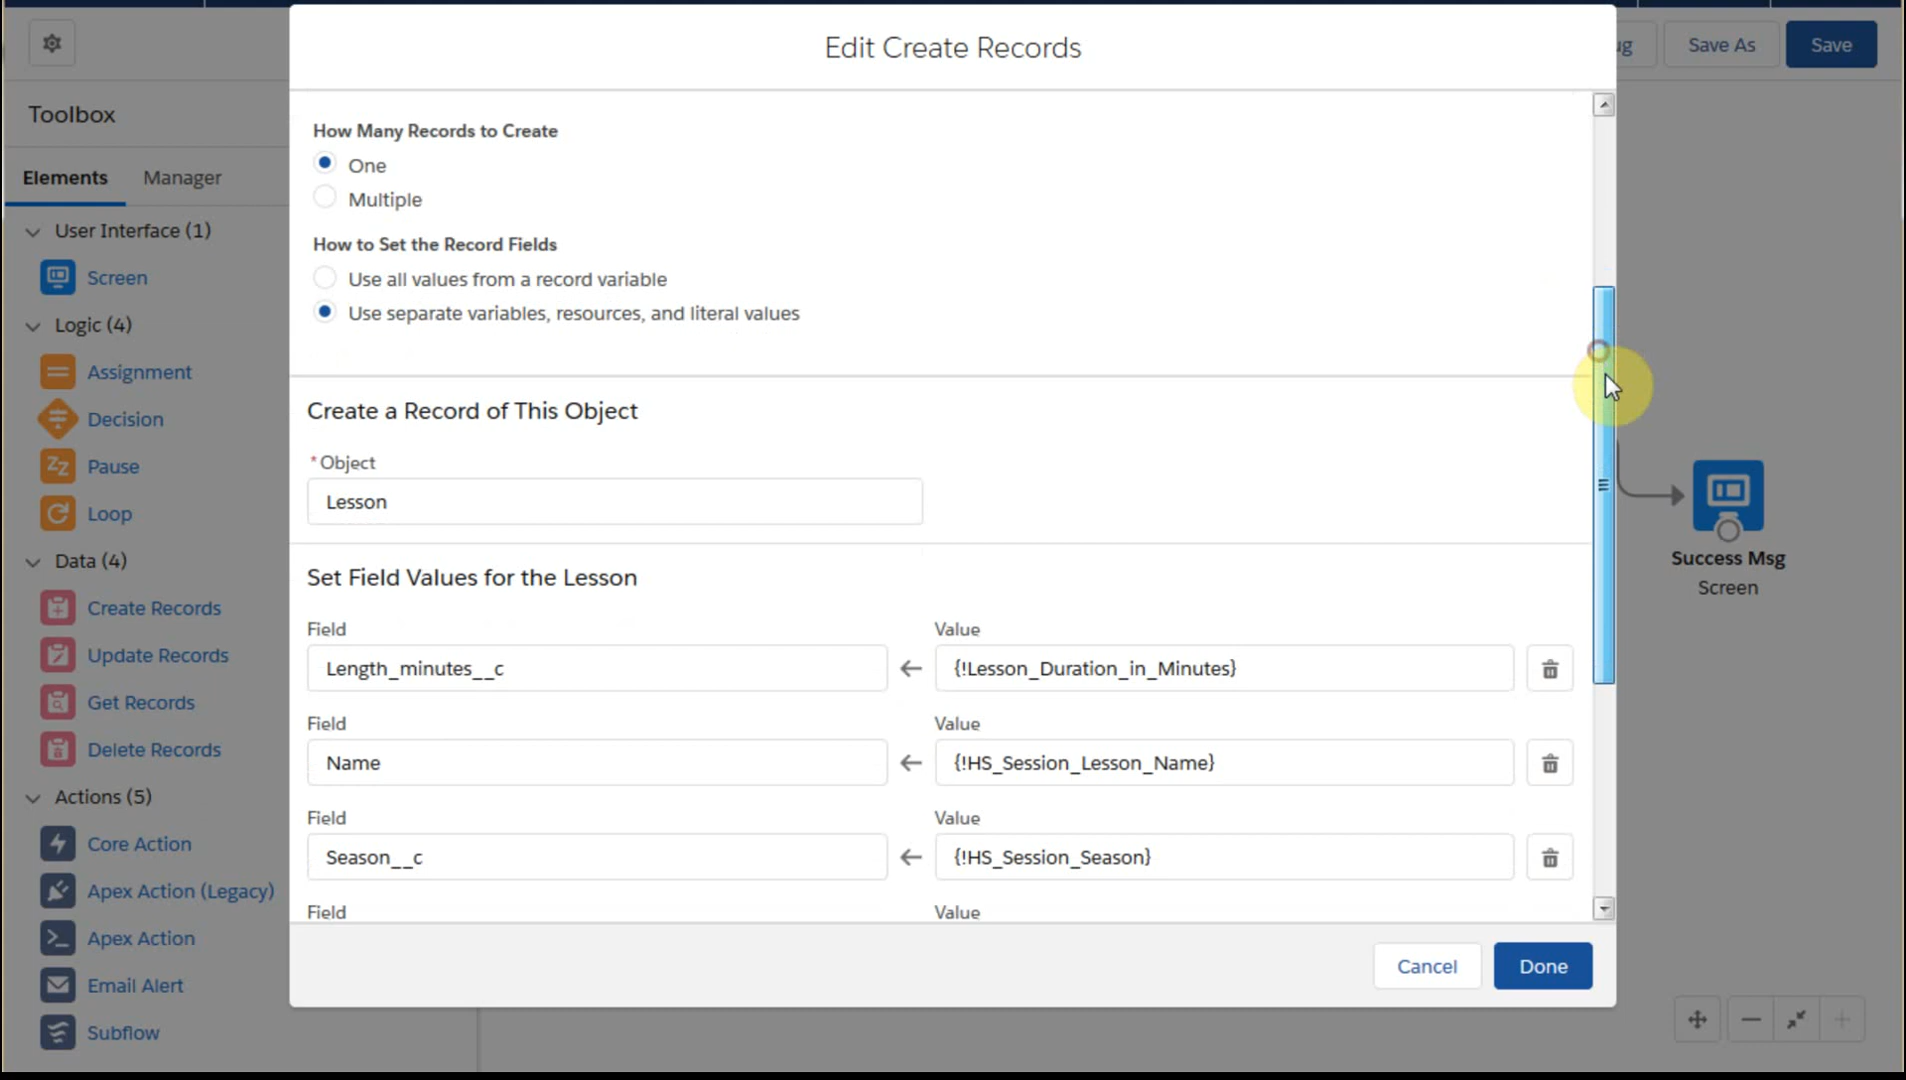 Edit Create Records
Save As
Save
Toolbox
Elements
Manager
User Interface (1)
Screen
Logic (4)
Assignment
Decision
Pause
Loop
Data (4)
Create Records
Update Records
Get Records
Delete Records
Actions (5)
Core Action
Apex Action (Legacy)
Apex Action
Email Alert
Subflow
How Many Records to Create
One
Multiple
How to Set the Record Fields
Use all values from a record variable
Use separate variables, resources, and literal values
Create a Record of This Object
*Object
Lesson
Set Field Values for the Lesson
Field
Value
Length_minutes__c
{!Lesson_Duration_in_Minutes}
Field
Value
Name
{!HS_Session_Lesson_Name}
Field
Value
Season__c
{!HS_Session_Season}
Field
Value
Cancel
Done
Success Msg
Screen